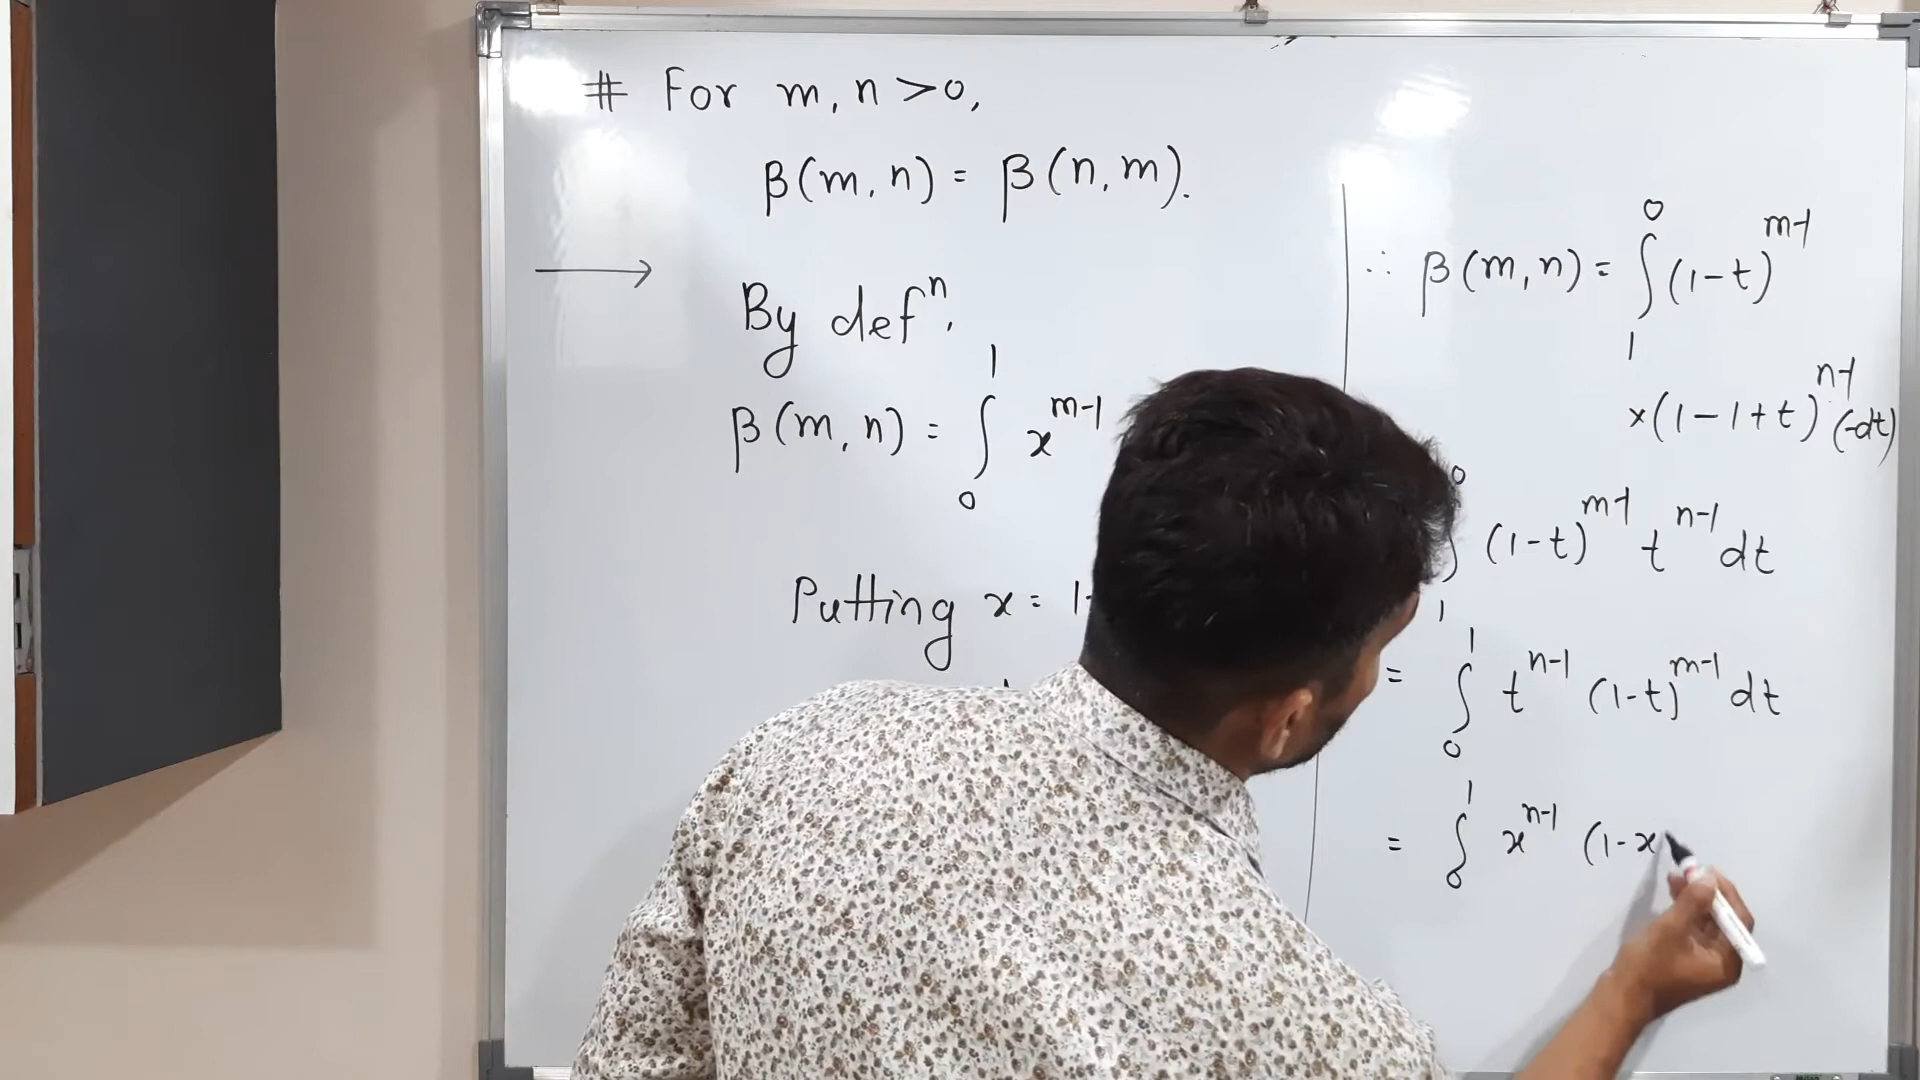 # For m, n > 0,
β(m, n) = β(n, m).
→ By defⁿ,
β(m, n) = ∫₀¹ x^{m-1}
Putting x = 1-
∴ β(m, n) = ∫₁⁰ (1-t)^{m-1}
×(1-1+t)^{n-1} (-dt)
∫₁⁰ (1-t)^{m-1} t^{n-1} dt
= ∫₀¹ t^{n-1} (1-t)^{m-1} dt
= ∫₀¹ x^{n-1} (1-x